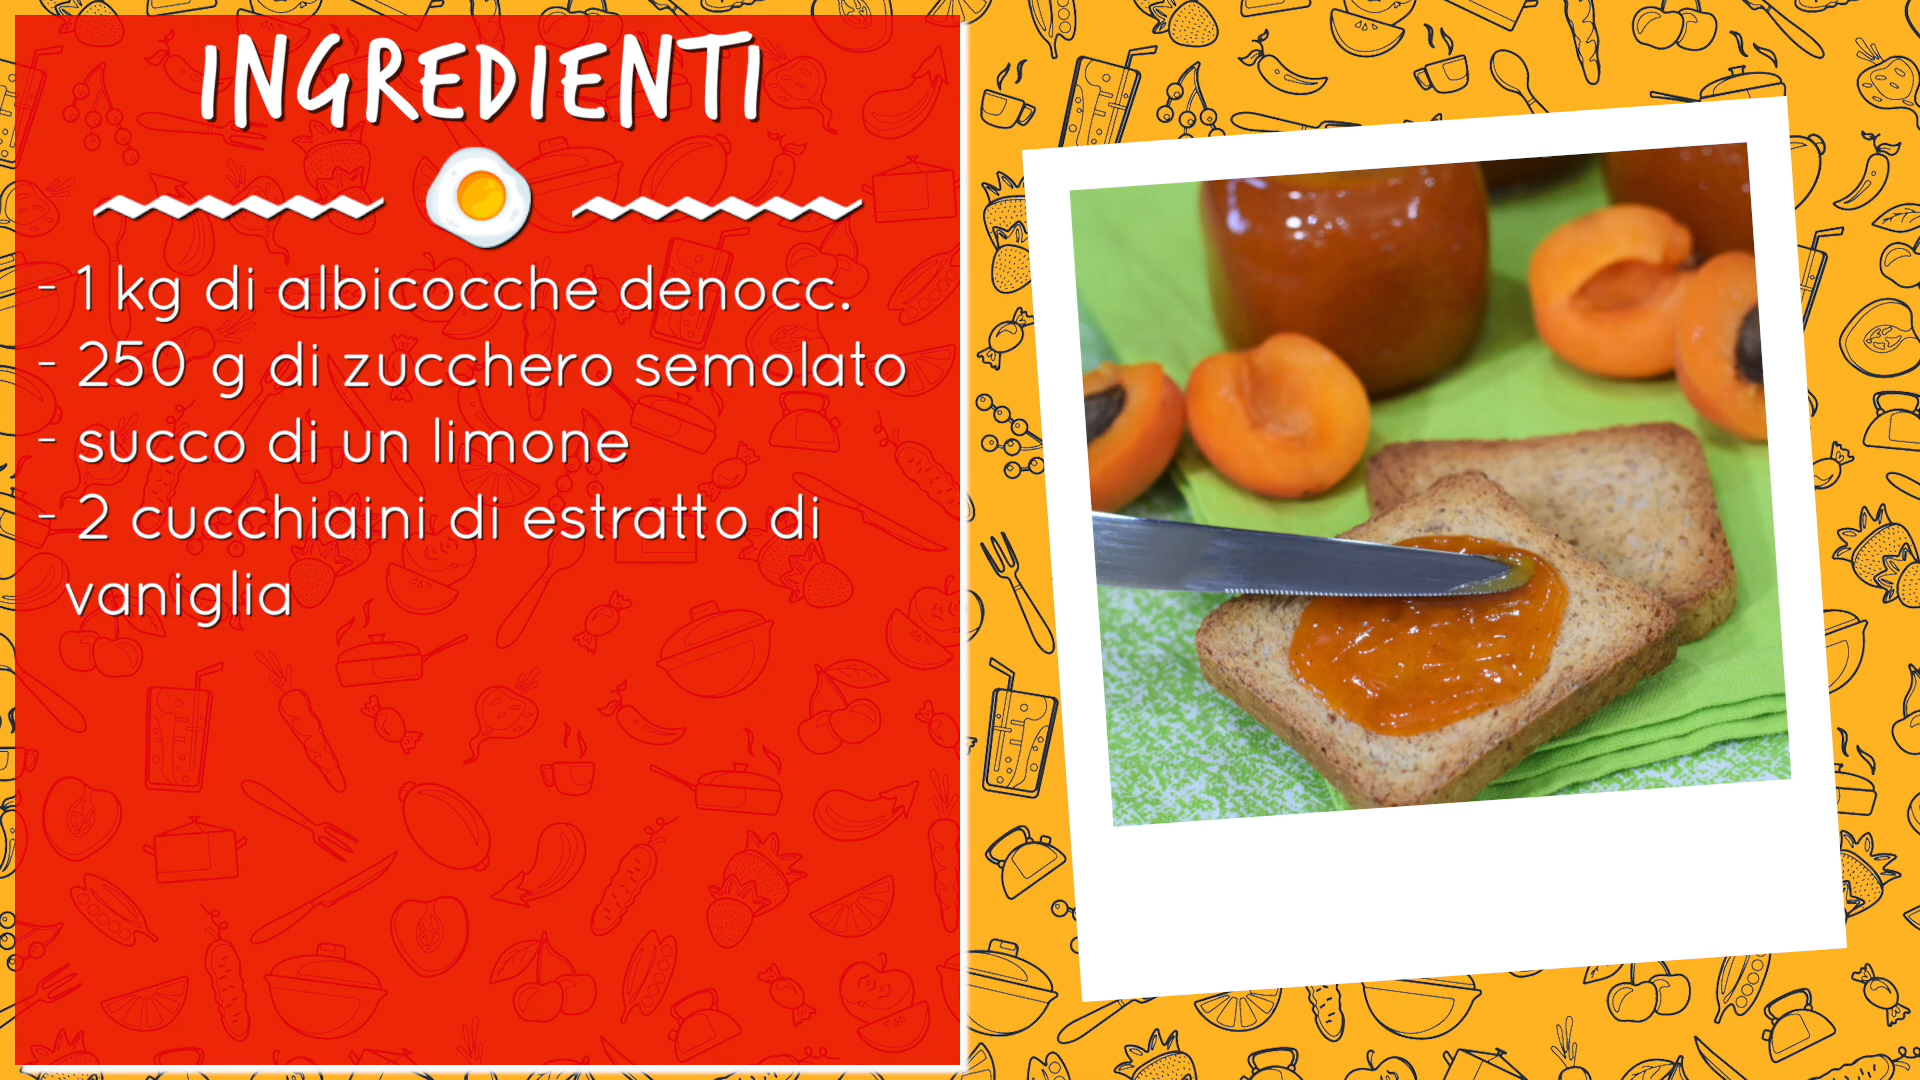 INGREDIENTI
- 1 kg di albicocche denocc.
- 250 g di zucchero semolato
- succo di un limone
- 2 cucchiaini di estratto di
vaniglia